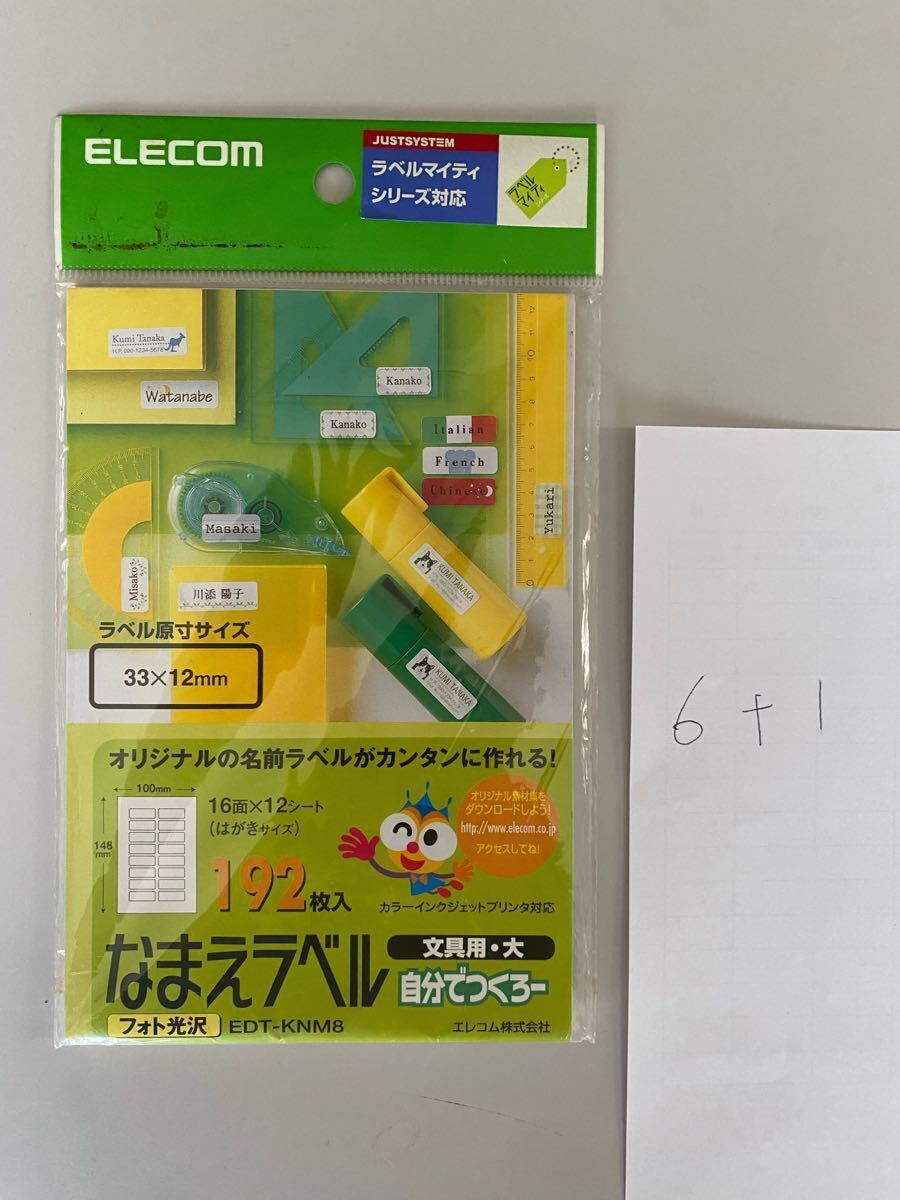 ELECOM
JUSTSYSTEM
ラベルマイティ
シリーズ対応
ラベル
マイティ
Kumi Tanaka
H.P. 090-1234-5678
Watanabe
Kanako
Kanako
Italian
French
Chinese
Masaki
Misako
川添 陽子
KUMI TANAKA
KUMI TANAKA
Yukari
ラベル原寸サイズ
33×12mm
6+1
オリジナルの名前ラベルがカンタンに作れる!
100mm
148mm
16面×12シート
(はがきサイズ)
192枚入
オリジナル素材集を
ダウンロードしよう!
http://www.elecom.co.jp
アクセスしてね!
カラーインクジェットプリンタ対応
なまえラベル
文具用・大
自分でつくろー
フォト光沢 EDT-KNM8
エレコム株式会社